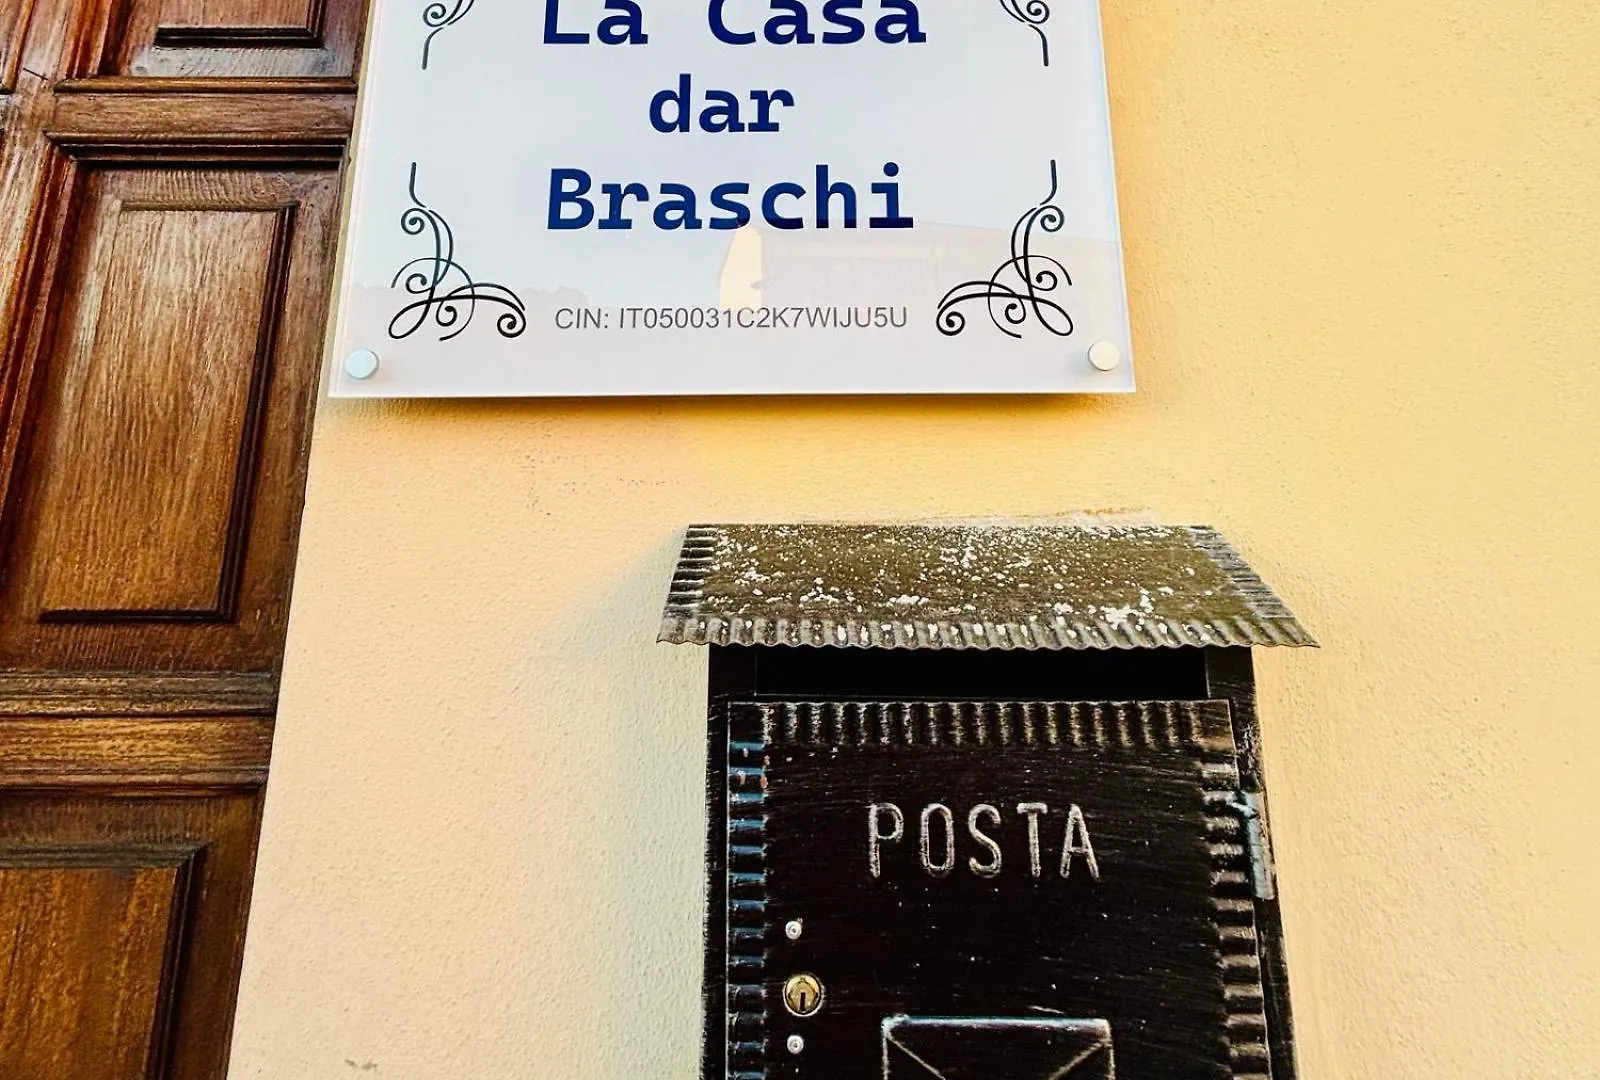 La Casa
dar
Braschi
CIN: IT050031C2K7WIJU5U
POSTA